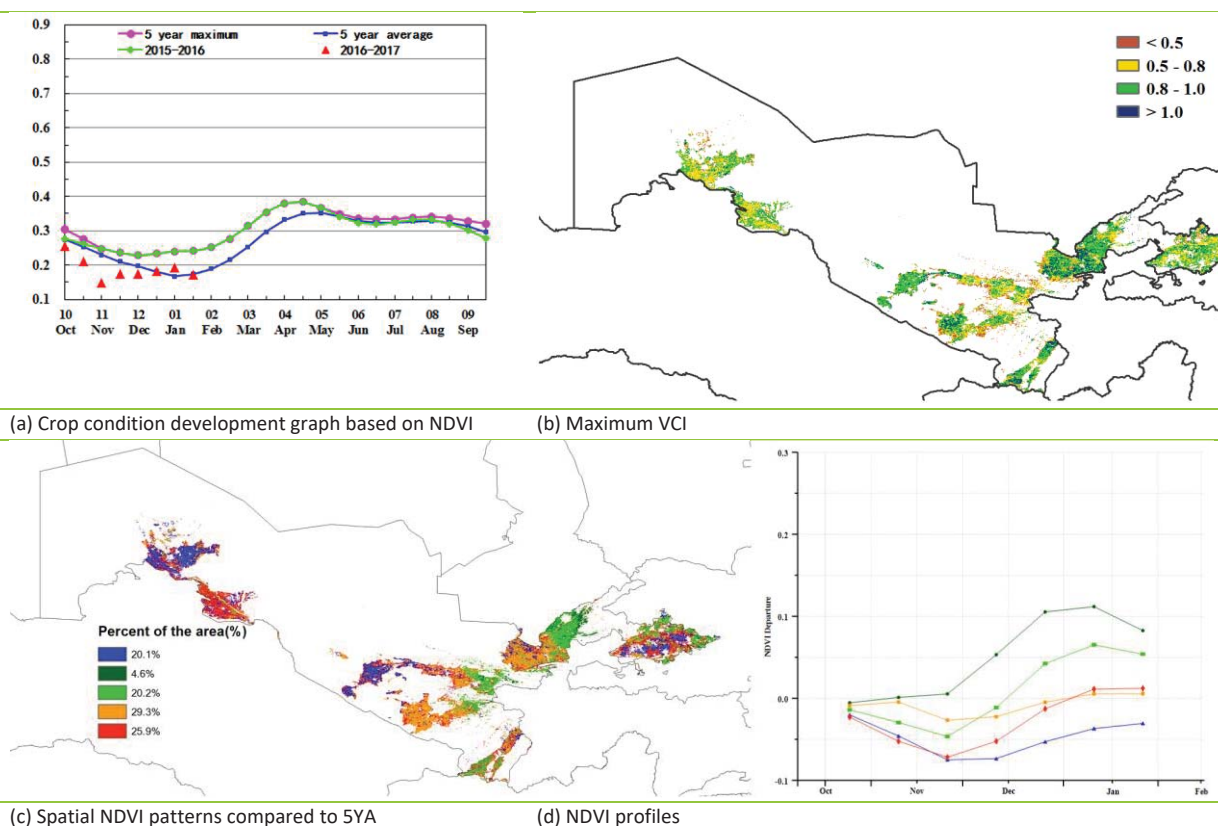 0.9
5 year maximum
5 year average
2015-2016
2016-2017
0.8
0.7
0.6
0.5
0.4
0.3
0.2
0.1
10 11 12 01 02 03 04 05 06 07 08 09
Oct Nov Dec Jan Feb Mar Apr May Jun Jul Aug Sep
< 0.5
0.5 - 0.8
0.8 - 1.0
> 1.0
(a) Crop condition development graph based on NDVI
(b) Maximum VCI
Percent of the area(%)
20.1%
4.6%
20.2%
29.3%
25.9%
0.3
0.2
0.1
0.0
-0.1
NDVI Departure
Oct Nov Dec Jan Feb
(c) Spatial NDVI patterns compared to 5YA
(d) NDVI profiles